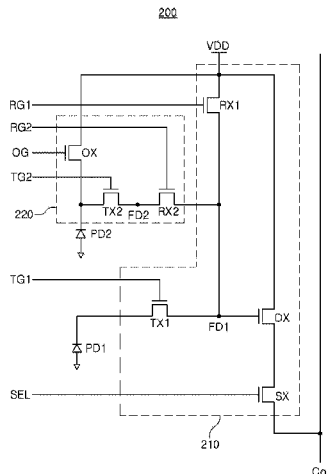 200
VDD
RG1
RX1
RG2
OG
OX
TG2
TX2
FD2
RX2
220
PD2
TG1
TX1
FD1
DX
PD1
SEL
SX
210
Co